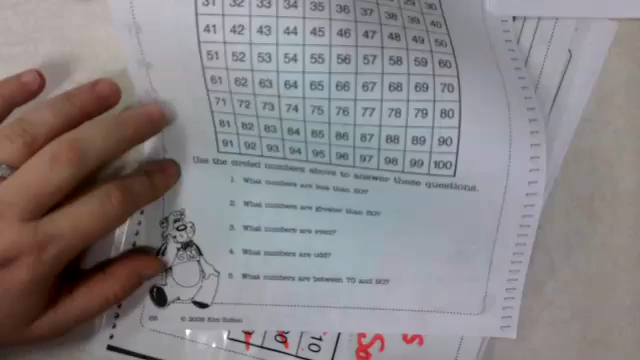 31 32 33 34 35 36 37 38 39 40
41 42 43 44 45 46 47 48 49 50
51 52 53 54 55 56 57 58 59 60
61 62 63 64 65 66 67 68 69 70
71 72 73 74 75 76 77 78 79 80
81 82 83 84 85 86 87 88 89 90
91 92 93 94 95 96 97 98 99 100
Use the circled numbers above to answer these questions.
1. What numbers are less than 50?
2. What numbers are greater than
3. What numbers are even?
4. What numbers are odd?
5. What numbers are between 70 and
© 2008 Kim
10